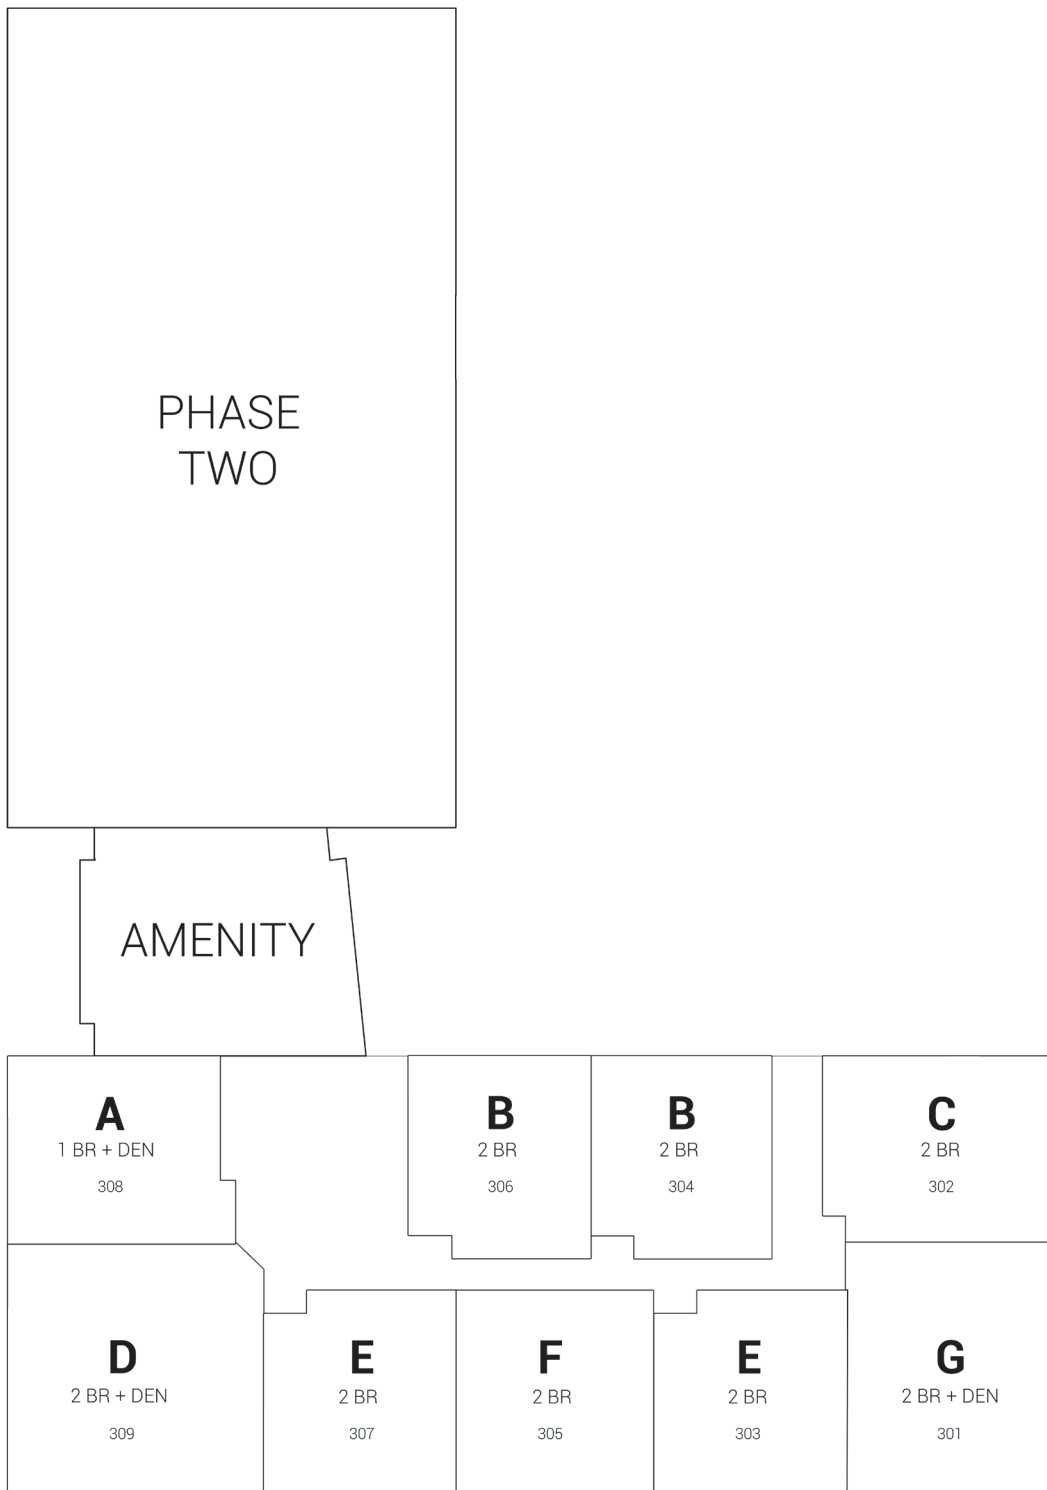 PHASE
TWO
AMENITY
A
1 BR + DEN
308
B
2 BR
306
B
2 BR
304
C
2 BR
302
D
2 BR + DEN
309
E
2 BR
307
F
2 BR
305
E
2 BR
303
G
2 BR + DEN
301